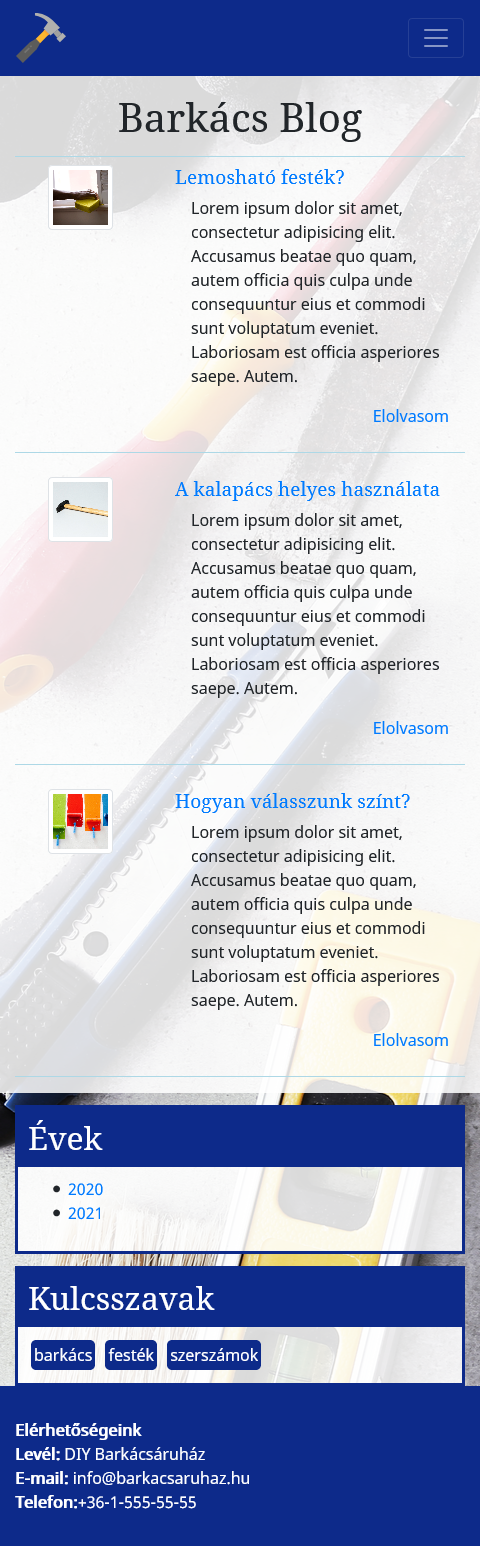 Barkács Blog
Lemosható festék?
Lorem ipsum dolor sit amet,
consectetur adipisicing elit.
Accusamus beatae quo quam,
autem officia quis culpa unde
consequuntur eius et commodi
sunt voluptatum eveniet.
Laboriosam est officia asperiores
saepe. Autem.
Elolvasom
A kalapács helyes használata
Lorem ipsum dolor sit amet,
consectetur adipisicing elit.
Accusamus beatae quo quam,
autem officia quis culpa unde
consequuntur eius et commodi
sunt voluptatum eveniet.
Laboriosam est officia asperiores
saepe. Autem.
Elolvasom
Hogyan válasszunk színt?
Lorem ipsum dolor sit amet,
consectetur adipisicing elit.
Accusamus beatae quo quam,
autem officia quis culpa unde
consequuntur eius et commodi
sunt voluptatum eveniet.
Laboriosam est officia asperiores
saepe. Autem.
Elolvasom
Évek
2020
2021
Kulcsszavak
barkács festék szerszámok
Elérhetőségeink
Levél: DIY Barkácsáruház
E-mail: info@barkacsaruhaz.hu
Telefon:+36-1-555-55-55